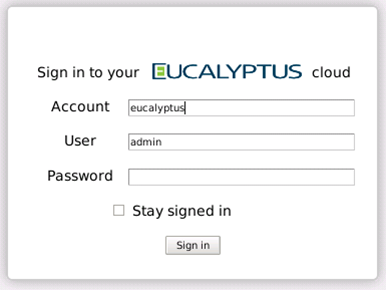 Sign in to your EUCALYPTUS cloud
Account eucalyptus
User admin
Password
Stay signed in
Sign in